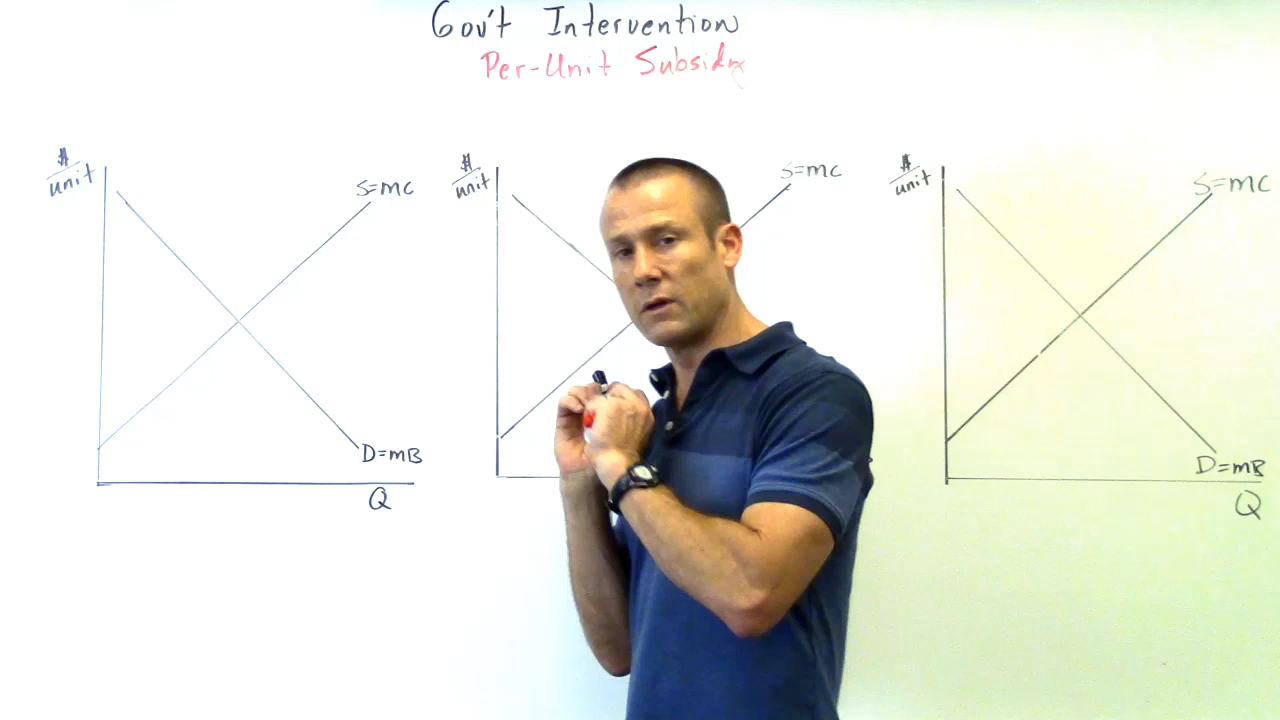 Gov't Intervention
Per-Unit Subsidy
$/unit
S=MC
D=MB
Q
$/unit
S=MC
$/unit
S=MC
D=MB
Q